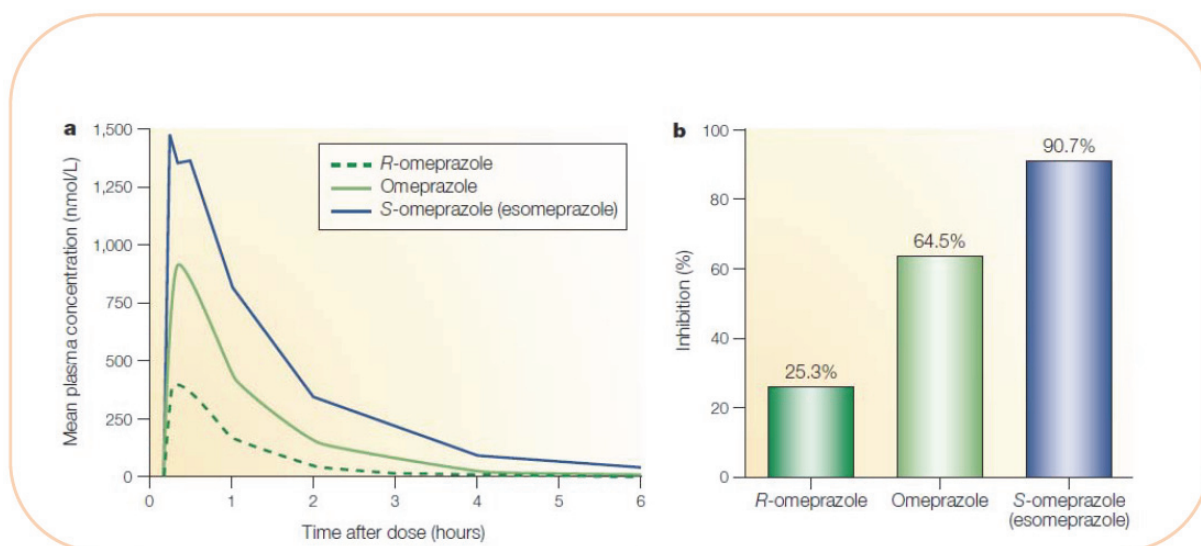 a
1,500
1,250
1,000
750
500
250
0
Mean plasma concentration (nmol/L)
R-omeprazole
Omeprazole
S-omeprazole (esomeprazole)
0 1 2 3 4 5 6
Time after dose (hours)
b
100
80
60
40
20
0
Inhibition (%)
25.3%
64.5%
90.7%
R-omeprazole Omeprazole S-omeprazole
(esomeprazole)